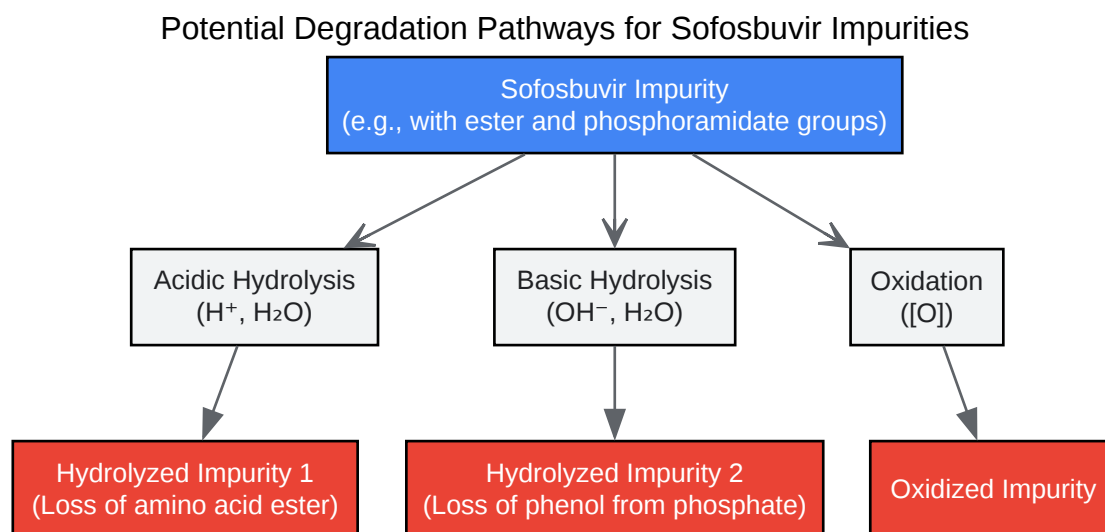 Potential Degradation Pathways for Sofosbuvir Impurities
Sofosbuvir Impurity
(e.g., with ester and phosphoramidate groups)
Acidic Hydrolysis
(H⁺, H₂O)
Basic Hydrolysis
(OH⁻, H₂O)
Oxidation
([O])
Hydrolyzed Impurity 1
(Loss of amino acid ester)
Hydrolyzed Impurity 2
(Loss of phenol from phosphate)
Oxidized Impurity